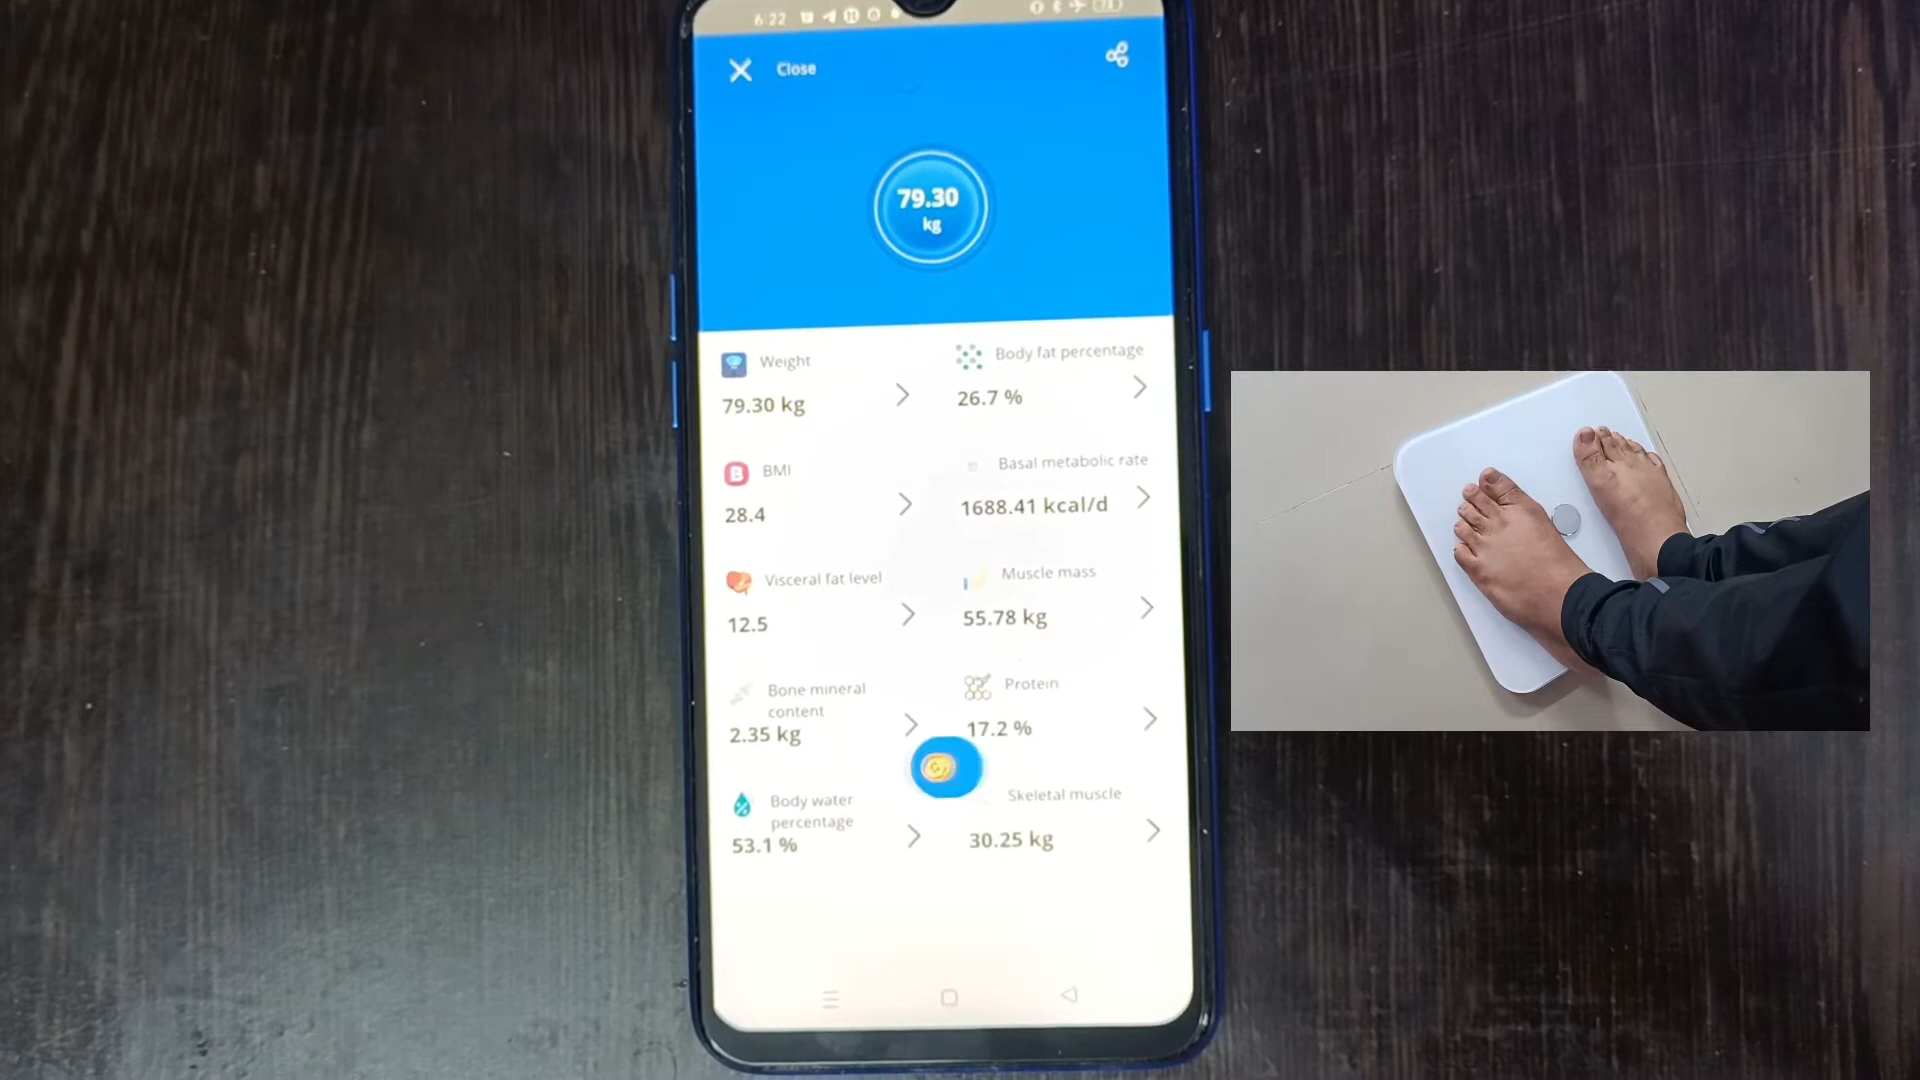 6:22
Close
79.30
kg
Weight
79.30 kg
Body fat percentage
26.7 %
BMI
28.4
Basal metabolic rate
1688.41 kcal/d
Visceral fat level
12.5
Muscle mass
55.78 kg
Bone mineral
content
2.35 kg
Protein
17.2 %
Body water
percentage
53.1 %
Skeletal muscle
30.25 kg